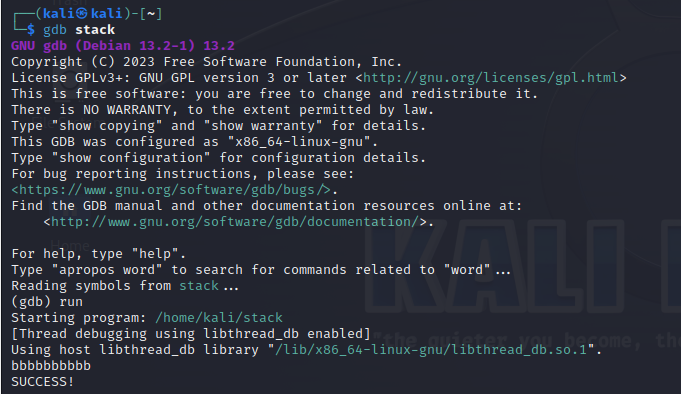 ┌──(kali㉿kali)-[~]
└─$ gdb stack
GNU gdb (Debian 13.2-1) 13.2
Copyright (C) 2023 Free Software Foundation, Inc.
License GPLv3+: GNU GPL version 3 or later <http://gnu.org/licenses/gpl.html>
This is free software: you are free to change and redistribute it.
There is NO WARRANTY, to the extent permitted by law.
Type "show copying" and "show warranty" for details.
This GDB was configured as "x86_64-linux-gnu".
Type "show configuration" for configuration details.
For bug reporting instructions, please see:
<https://www.gnu.org/software/gdb/bugs/>.
Find the GDB manual and other documentation resources online at:
    <http://www.gnu.org/software/gdb/documentation/>.

For help, type "help".
Type "apropos word" to search for commands related to "word"...
Reading symbols from stack...
(gdb) run
Starting program: /home/kali/stack
[Thread debugging using libthread_db enabled]
Using host libthread_db library "/lib/x86_64-linux-gnu/libthread_db.so.1".
bbbbbbbbbb
SUCCESS!
KALI
"the quieter you become, the